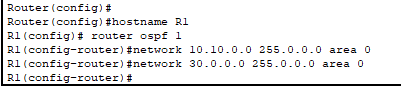 Router(config)#
Router(config)#hostname R1
R1(config)# router ospf 1
R1(config-router)#network 10.10.0.0 255.0.0.0 area 0
R1(config-router)#network 30.0.0.0 255.0.0.0 area 0
R1(config-router)#